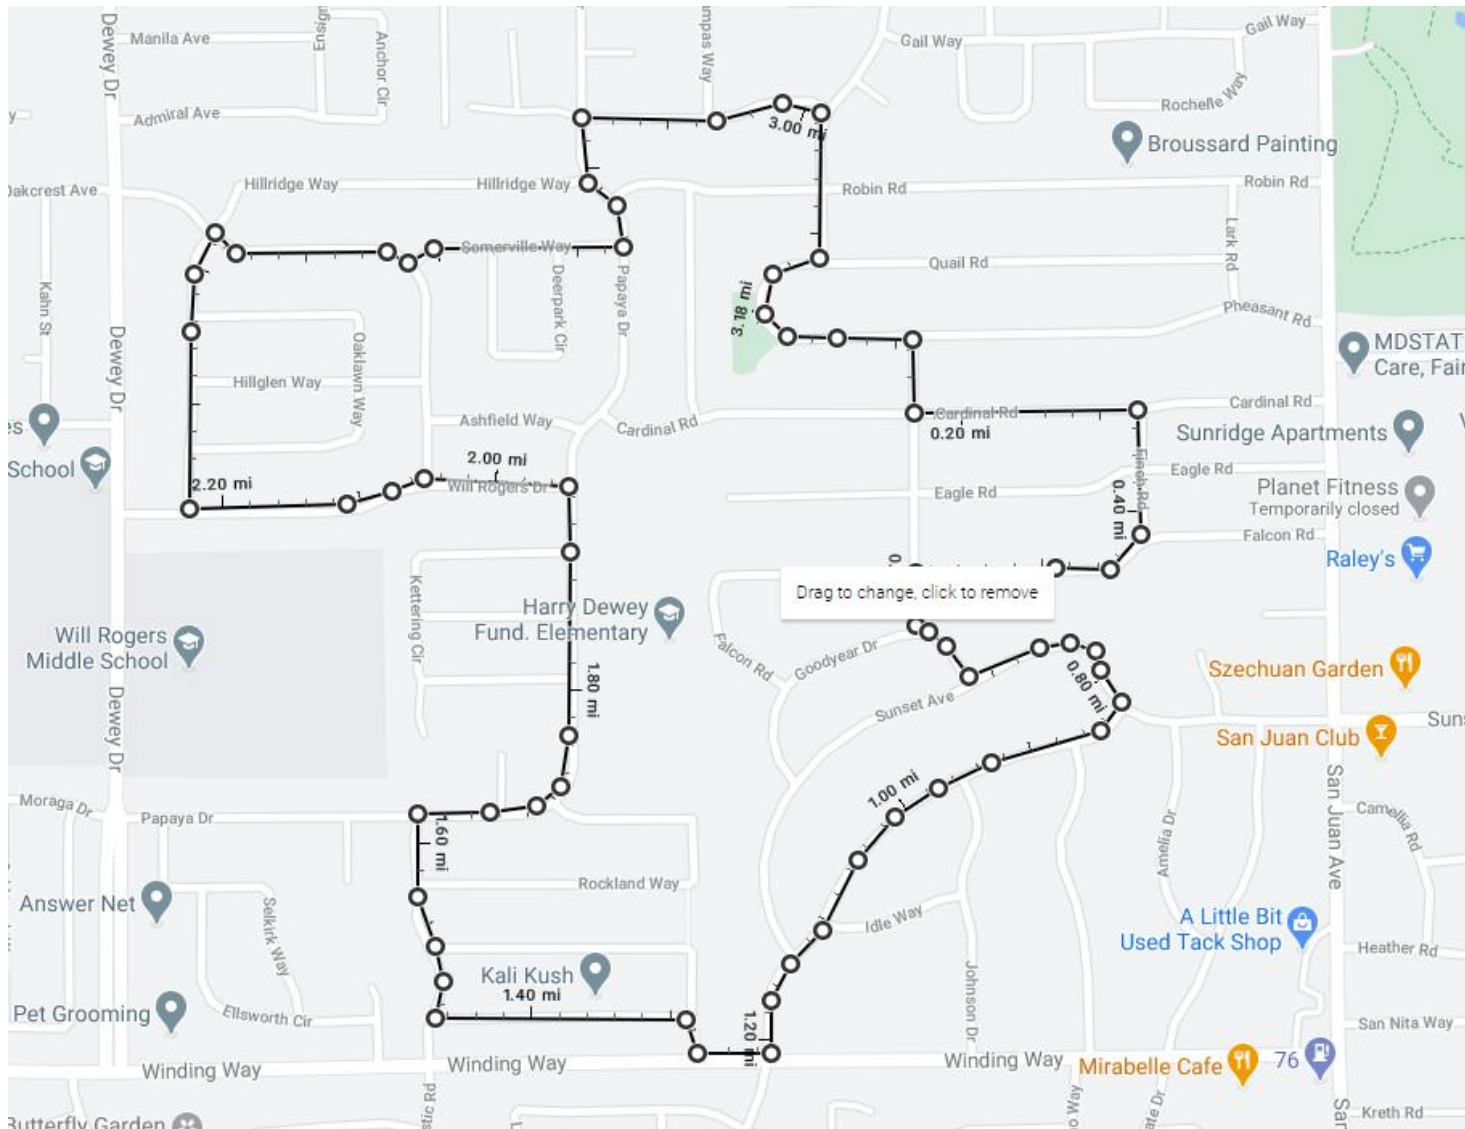 Dewey Dr
Manila Ave
Anchor Cir
Gail Way
Gail Way
Admiral Ave
Rochelle Way
3.00 mi
Broussard Painting
Oakcrest Ave
Hillridge Way
Hillridge Way
Robin Rd
Robin Rd
Somerville Way
Lark Rd
Quail Rd
Kahn St
Deerpark Cir
Papaya Dr
3.18 mi
Pheasant Rd
Dewey Dr
Oaklawn Way
MDSTAT
Hillglen Way
Ashfield Way
Cardinal Rd
Cardinal Rd
Cardinal Rd
0.20 mi
Sunridge Apartments
School
2.00 mi
2.20 mi
Will Rogers Dr
Eagle Rd
Eagle Rd
Finch Rd
0.40 mi
Planet Fitness
Temporarily closed
Falcon Rd
Raley's
Drag to change, click to remove
Kettering Cir
Harry Dewey
Fund. Elementary
Will Rogers
Middle School
Falcon Rd
Goodyear Dr
Szechuan Garden
1.80 mi
0.80 mi
Sunset Ave
Dewey Dr
San Juan Club
1.00 mi
San Juan Ave
Moraga Dr
Papaya Dr
1.60 mi
Amelia Dr
Camellia Rd
Rockland Way
Answer Net
Selkirk Way
Idle Way
A Little Bit
Used Tack Shop
Heather Rd
Kali Kush
1.40 mi
Johnson Dr
Pet Grooming
Ellsworth Cir
1.20 mi
San Nita Way
Winding Way
Winding Way
Winding Way
Mirabelle Cafe
76
Kreth Rd
Butterfly Garden